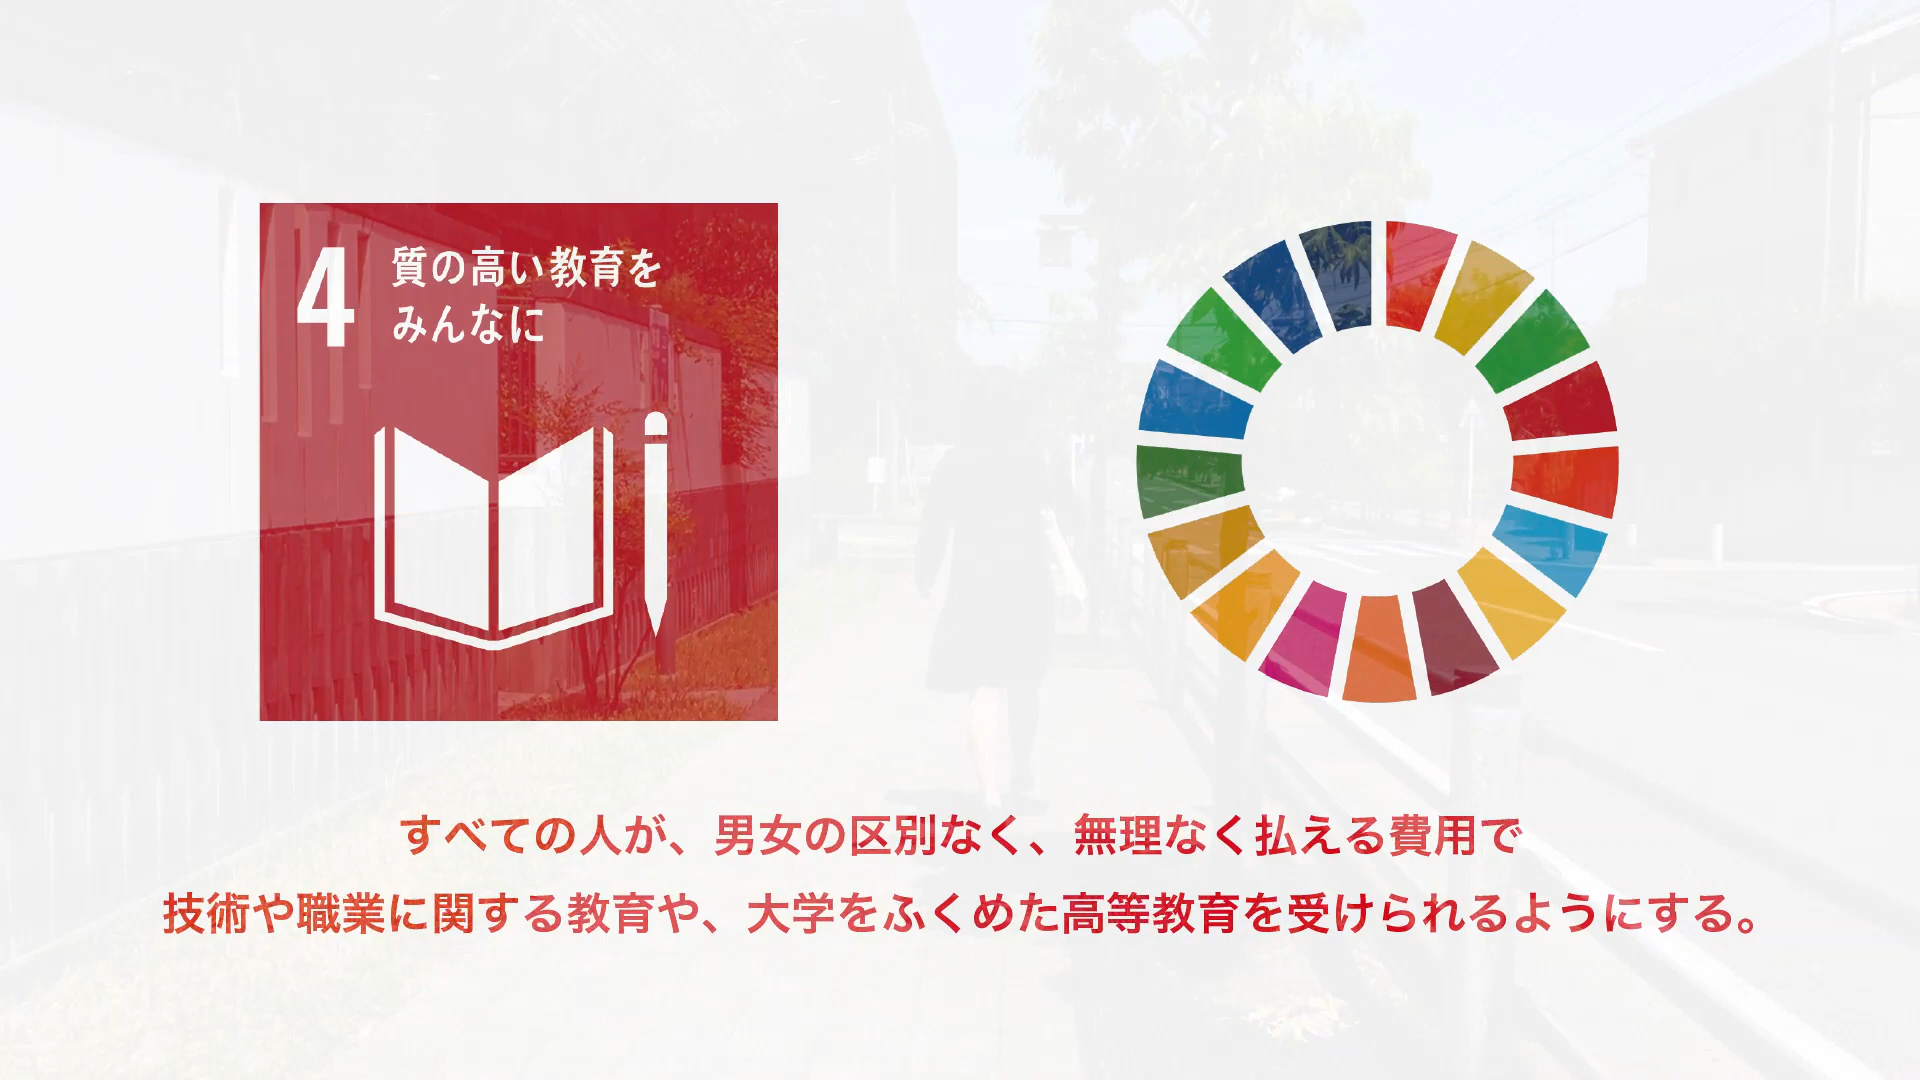 4
質の高い教育を
みんなに
すべての人が、男女の区別なく、無理なく払える費用で
技術や職業に関する教育や、大学をふくめた高等教育を受けられるようにする。